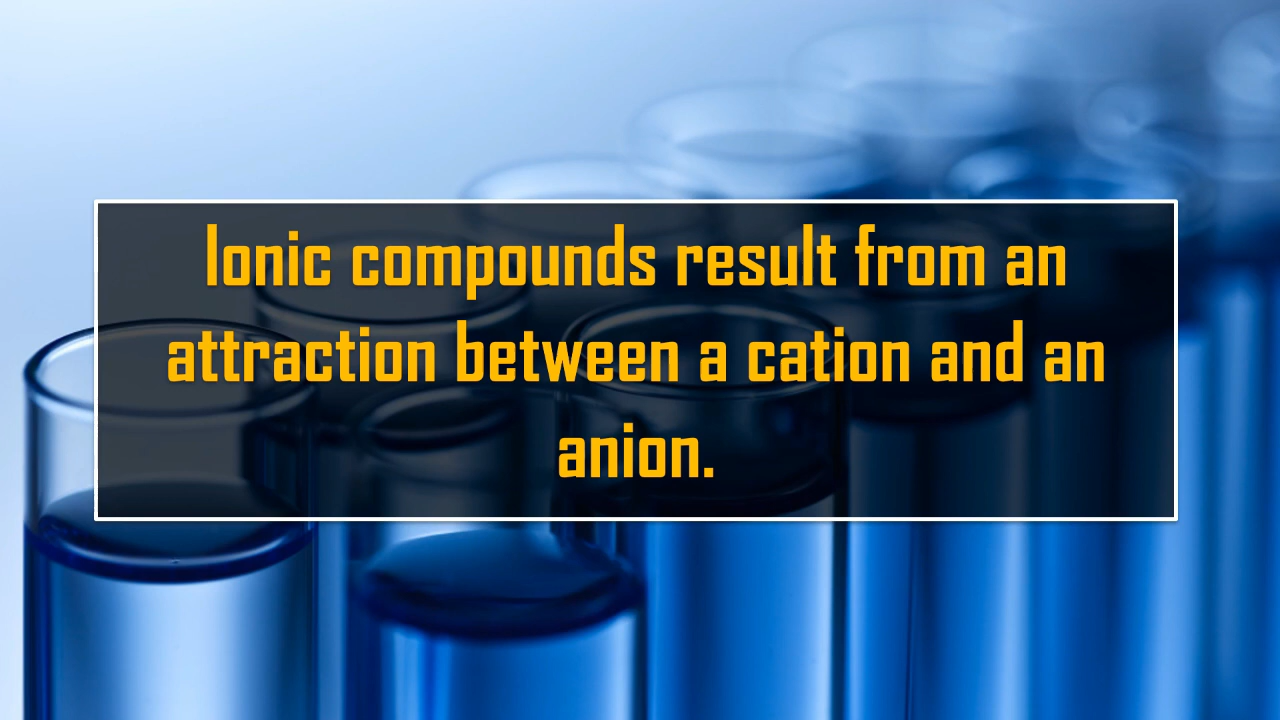 Ionic compounds result from an
attraction between a cation and an
anion.